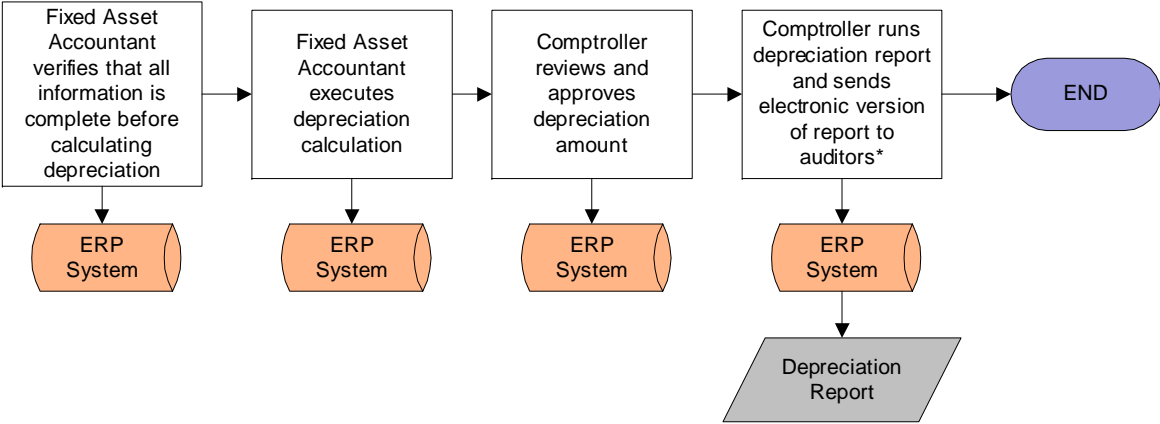 Fixed Asset
Accountant
verifies that all
information is
complete before
calculating
depreciation
Fixed Asset
Accountant
executes
depreciation
calculation
Comptroller
reviews and
approves
depreciation
amount
Comptroller runs
depreciation report
and sends
electronic version
of report to
auditors*
END
ERP
System
ERP
System
ERP
System
ERP
System
Depreciation
Report